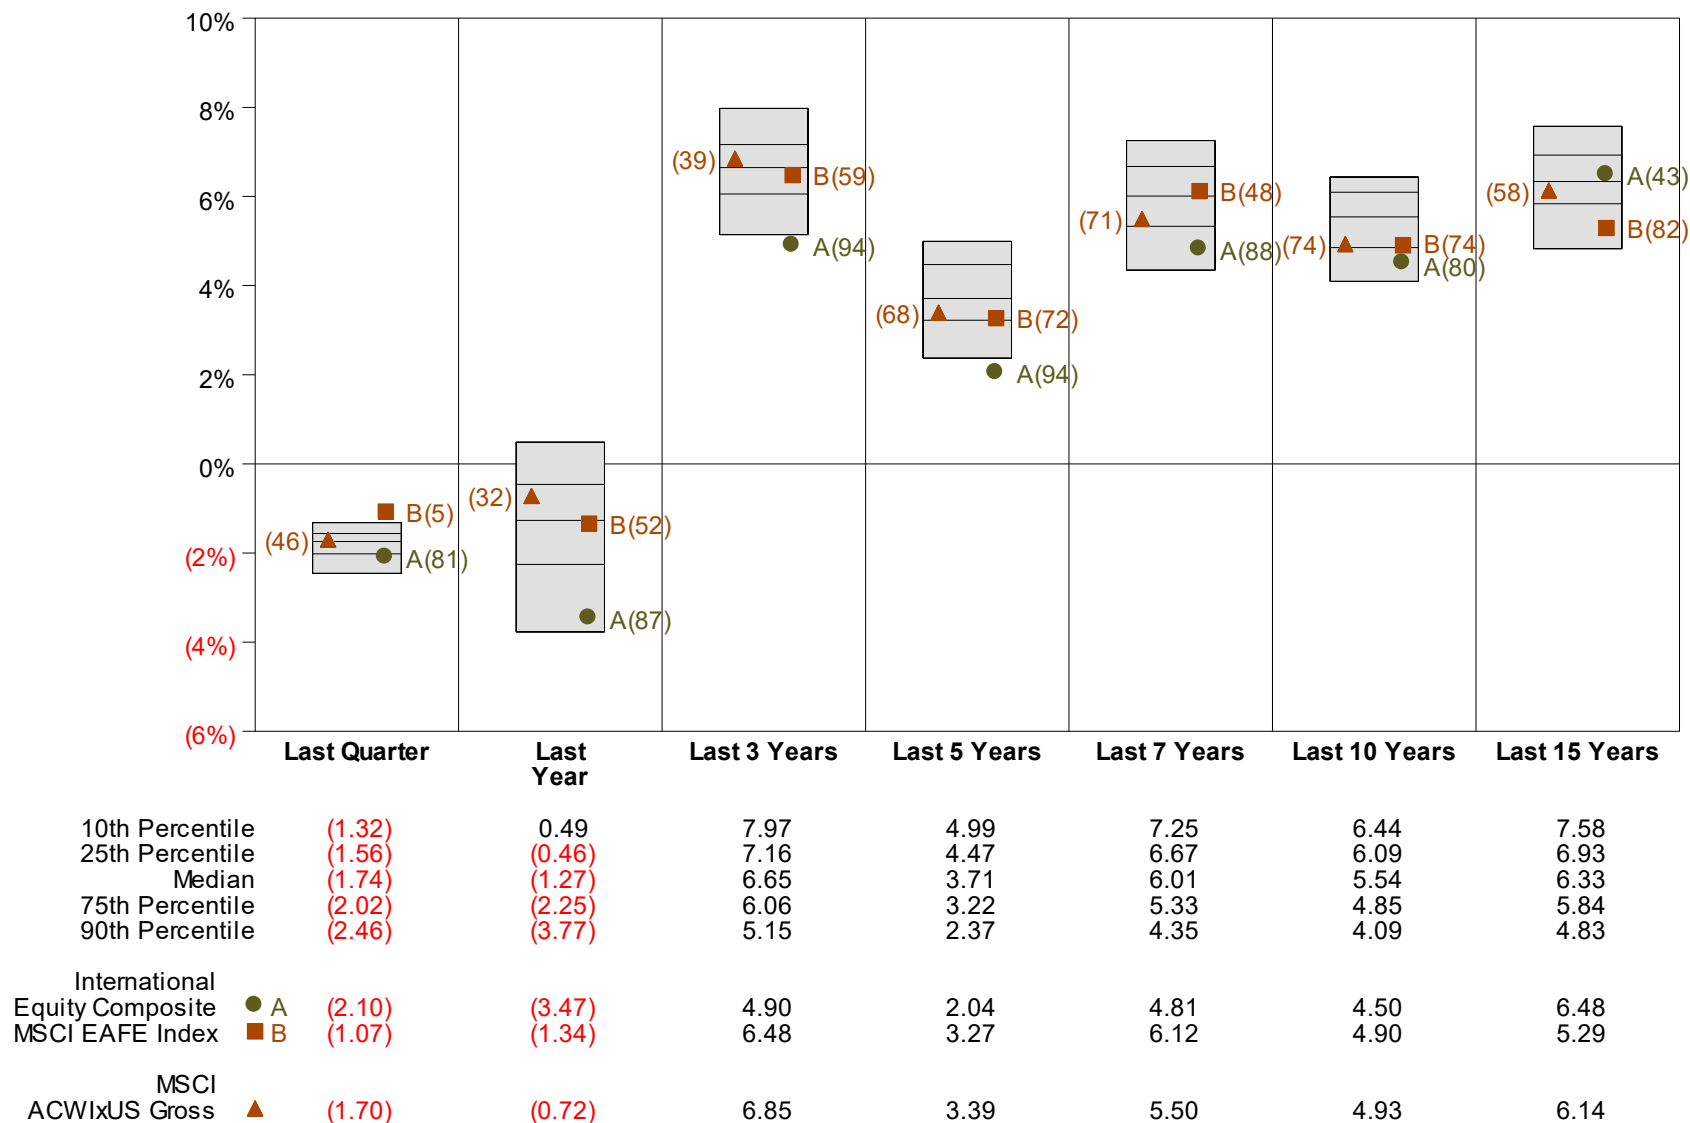 10%
8%
6%
4%
2%
0%
(2%)
(4%)
(6%)
(46)
B(5)
A(81)
(32)
B(52)
A(87)
(39)
B(59)
A(94)
(68)
B(72)
A(94)
(71)
B(48)
A(88)
(74)
B(74)
A(80)
(58)
A(43)
B(82)
Last Quarter
Last
Year
Last 3 Years
Last 5 Years
Last 7 Years
Last 10 Years
Last 15 Years
10th Percentile (1.32) 0.49 7.97 4.99 7.25 6.44 7.58
25th Percentile (1.56) (0.46) 7.16 4.47 6.67 6.09 6.93
Median (1.74) (1.27) 6.65 3.71 6.01 5.54 6.33
75th Percentile (2.02) (2.25) 6.06 3.22 5.33 4.85 5.84
90th Percentile (2.46) (3.77) 5.15 2.37 4.35 4.09 4.83
International
Equity Composite A (2.10) (3.47) 4.90 2.04 4.81 4.50 6.48
MSCI EAFE Index B (1.07) (1.34) 6.48 3.27 6.12 4.90 5.29
MSCI
ACWIxUS Gross (1.70) (0.72) 6.85 3.39 5.50 4.93 6.14